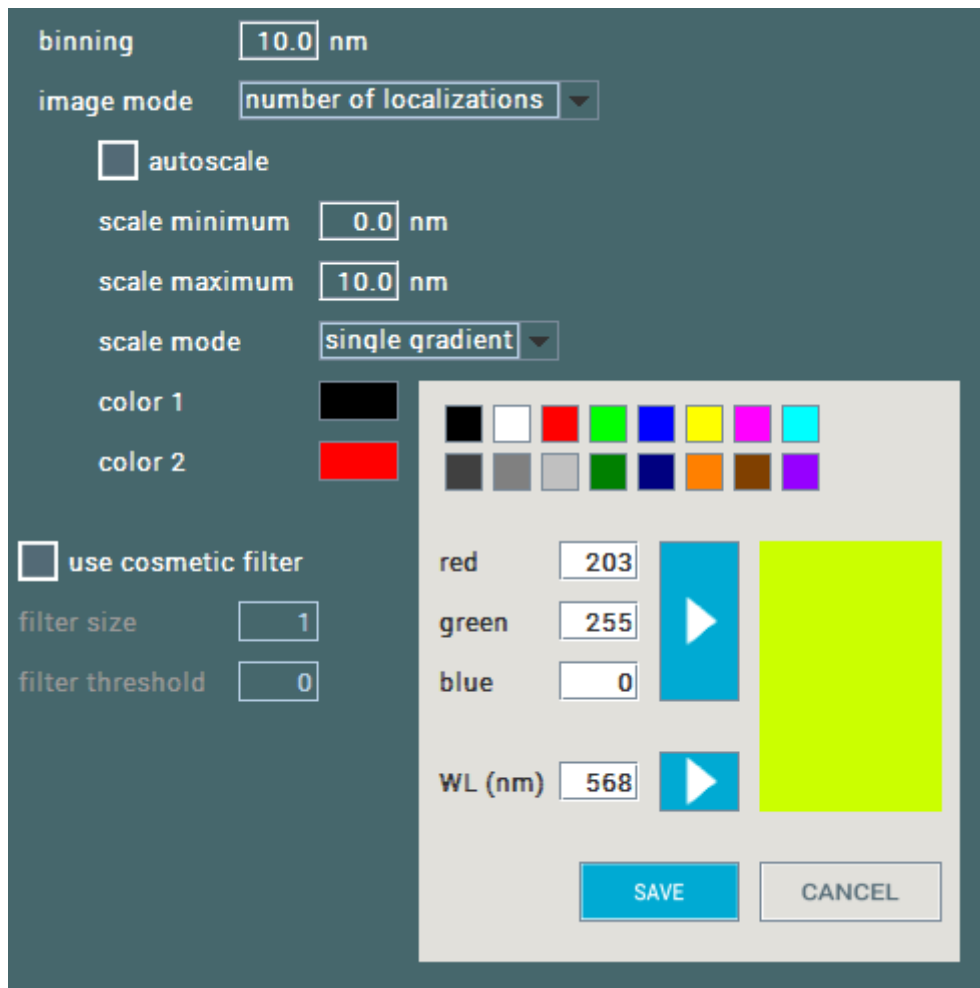 binning 10.0 nm
image mode number of localizations
autoscale
scale minimum 0.0 nm
scale maximum 10.0 nm
scale mode single gradient
color 1
color 2
use cosmetic filter
filter size 1
filter threshold 0
red 203
green 255
blue 0
WL (nm) 568
SAVE CANCEL